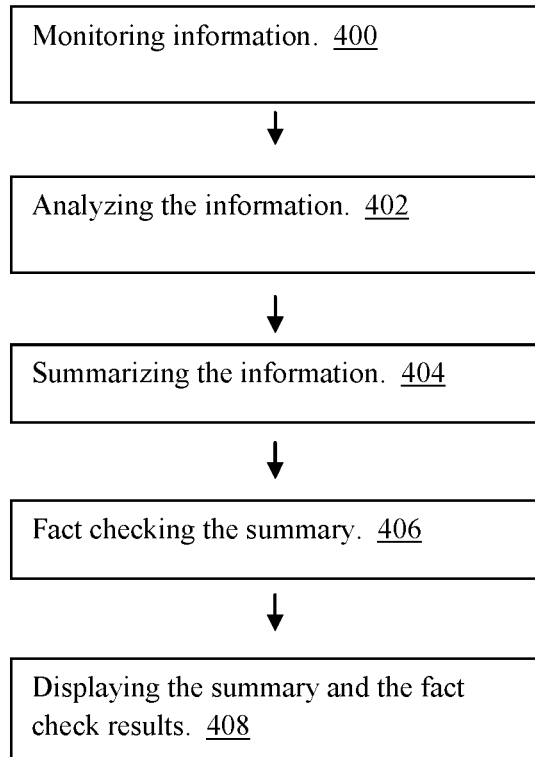 Monitoring information. 400
Analyzing the information. 402
Summarizing the information. 404
Fact checking the summary. 406
Displaying the summary and the fact
check results. 408